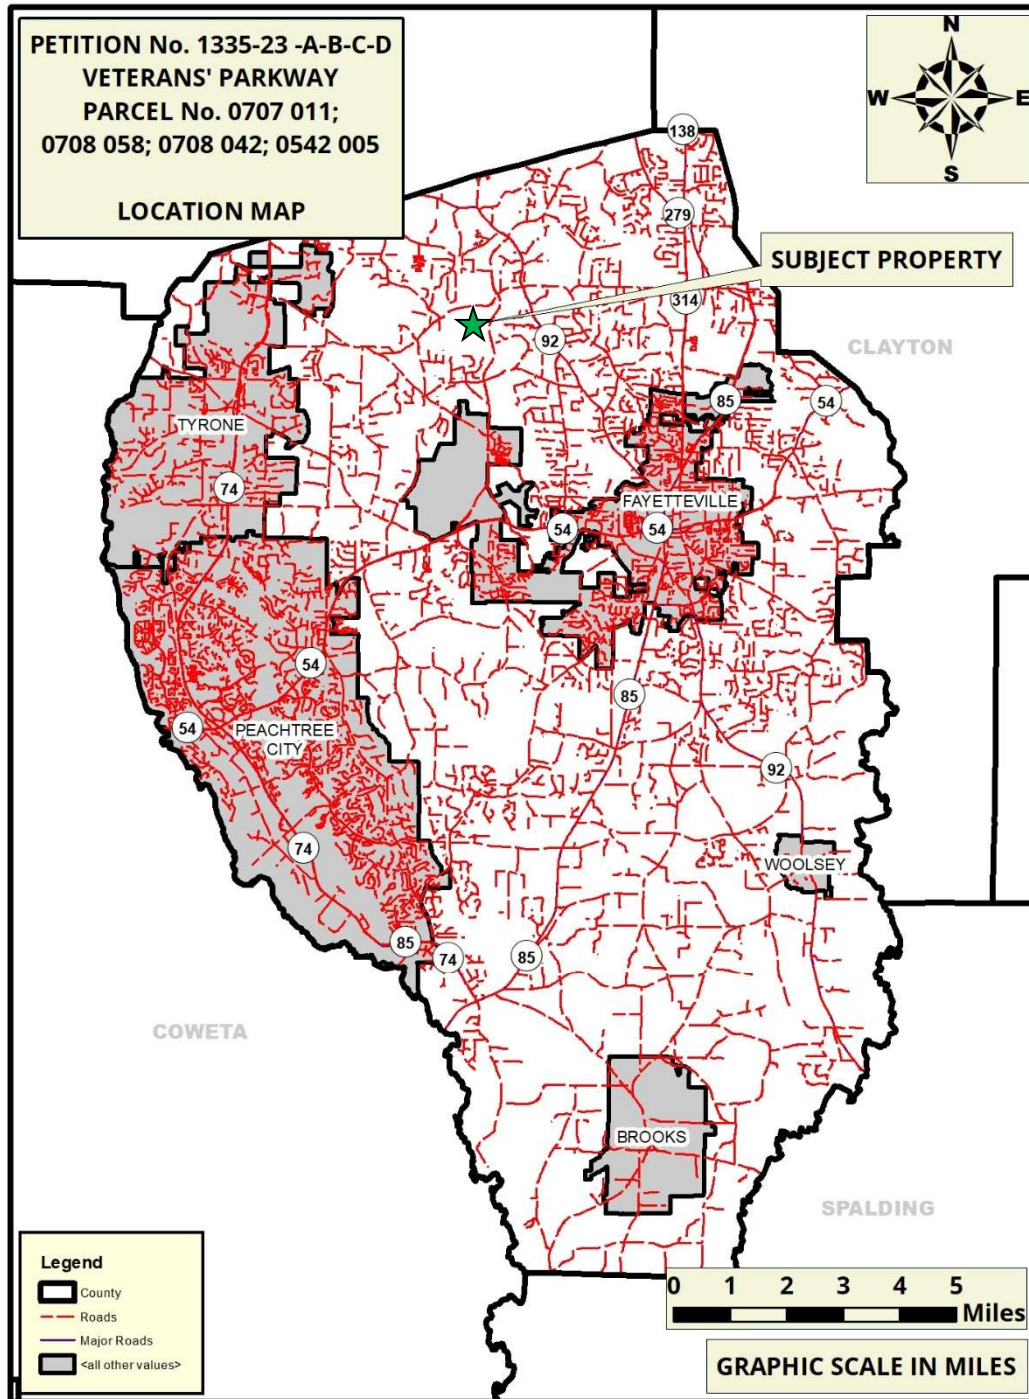 PETITION No. 1335-23 -A-B-C-D
VETERANS' PARKWAY
PARCEL No. 0707 011;
0708 058; 0708 042; 0542 005
LOCATION MAP
N
W
E
S
138
279
SUBJECT PROPERTY
314
92
CLAYTON
85
54
TYRONE
74
FAYETTEVILLE
54
54
54
85
54
PEACHTREE
CITY
92
74
WOOLSEY
85
74
85
COWETA
BROOKS
SPALDING
Legend
County
Roads
Major Roads
<all other values>
0 1 2 3 4 5
Miles
GRAPHIC SCALE IN MILES